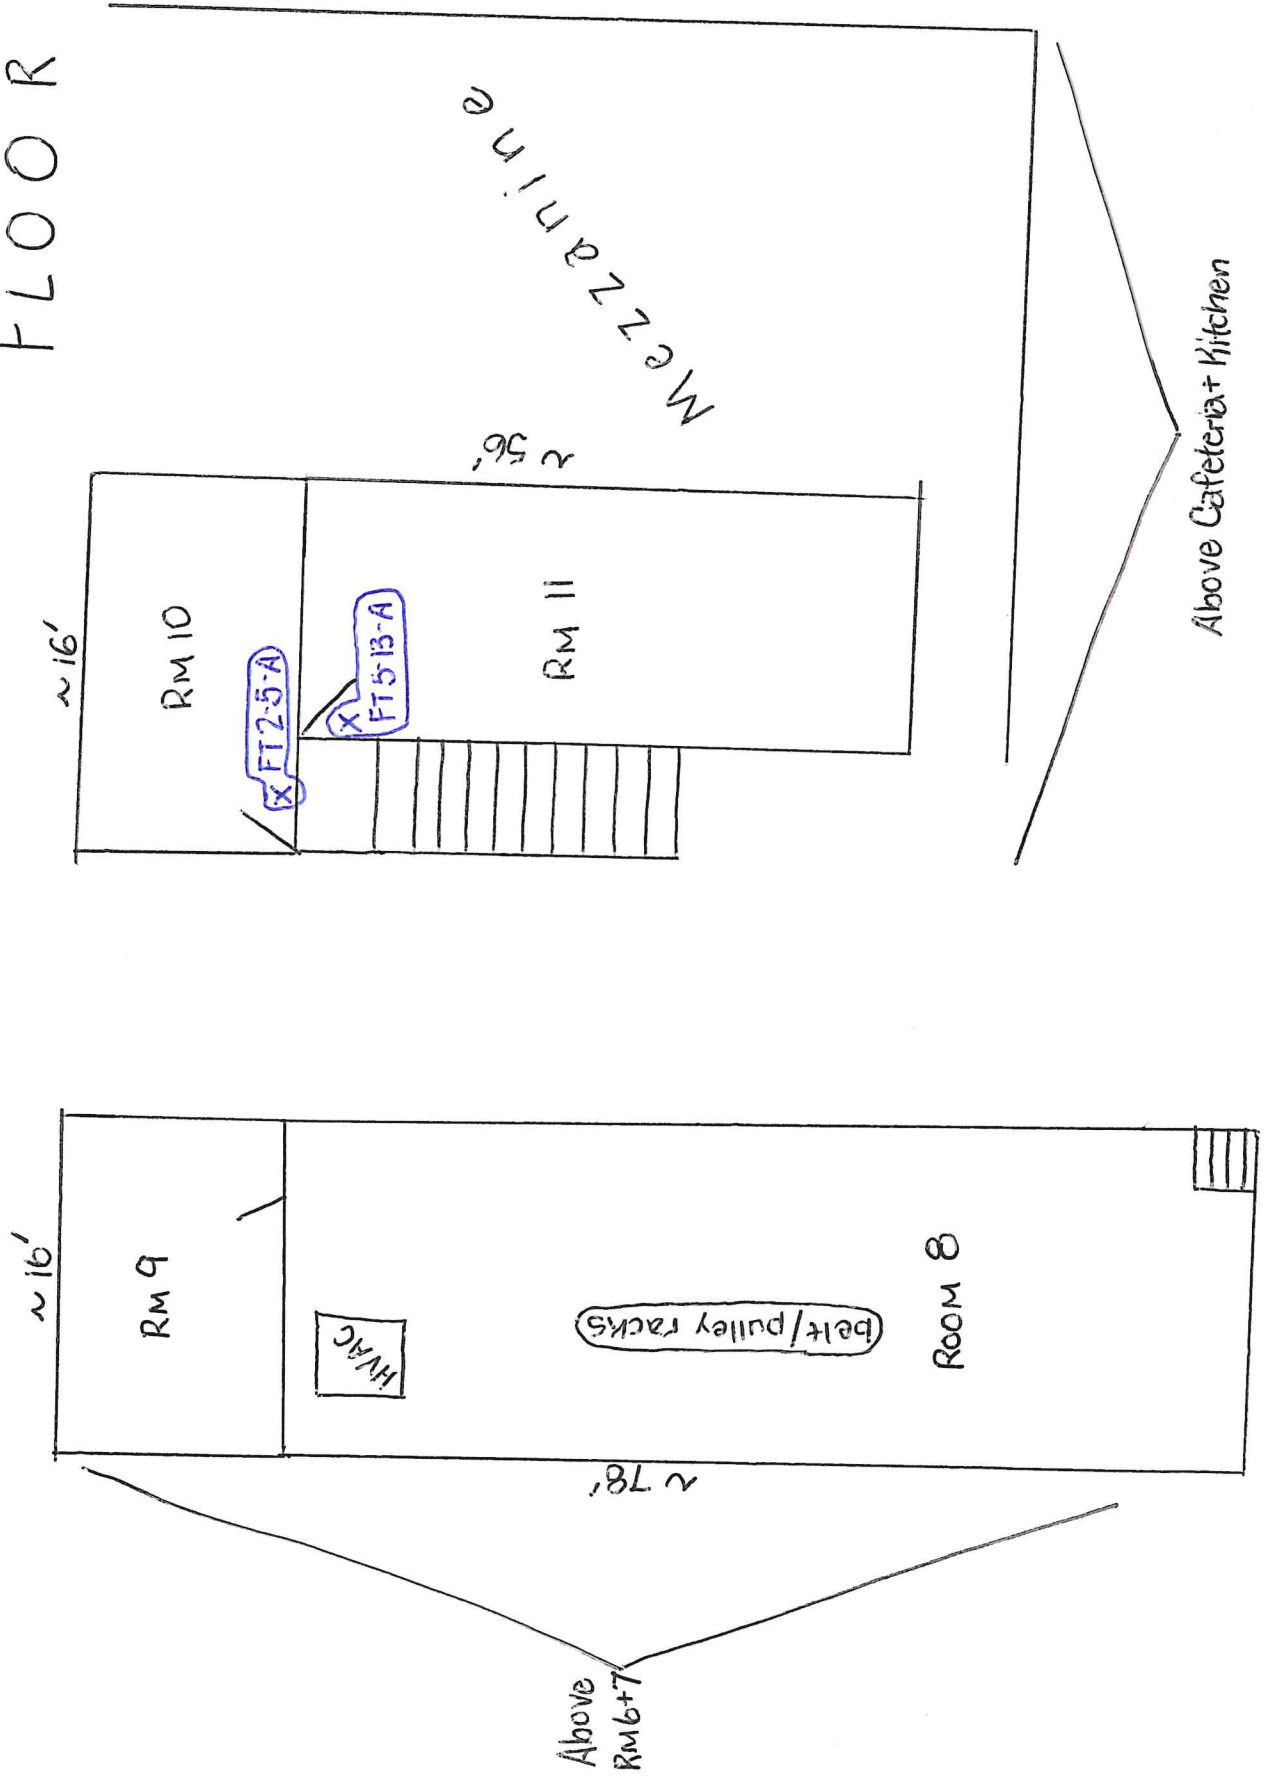 FLOOR
Above
RM6+7
~ 16'
RM 9
HVAC
belt/pulley racks
ROOM 8
~ 78'
~ 16'
RM 10
X FT2-5-A
X
FT5-13-A
RM 11
~ 56'
Mezzanine
Above Cafeteria + Kitchen